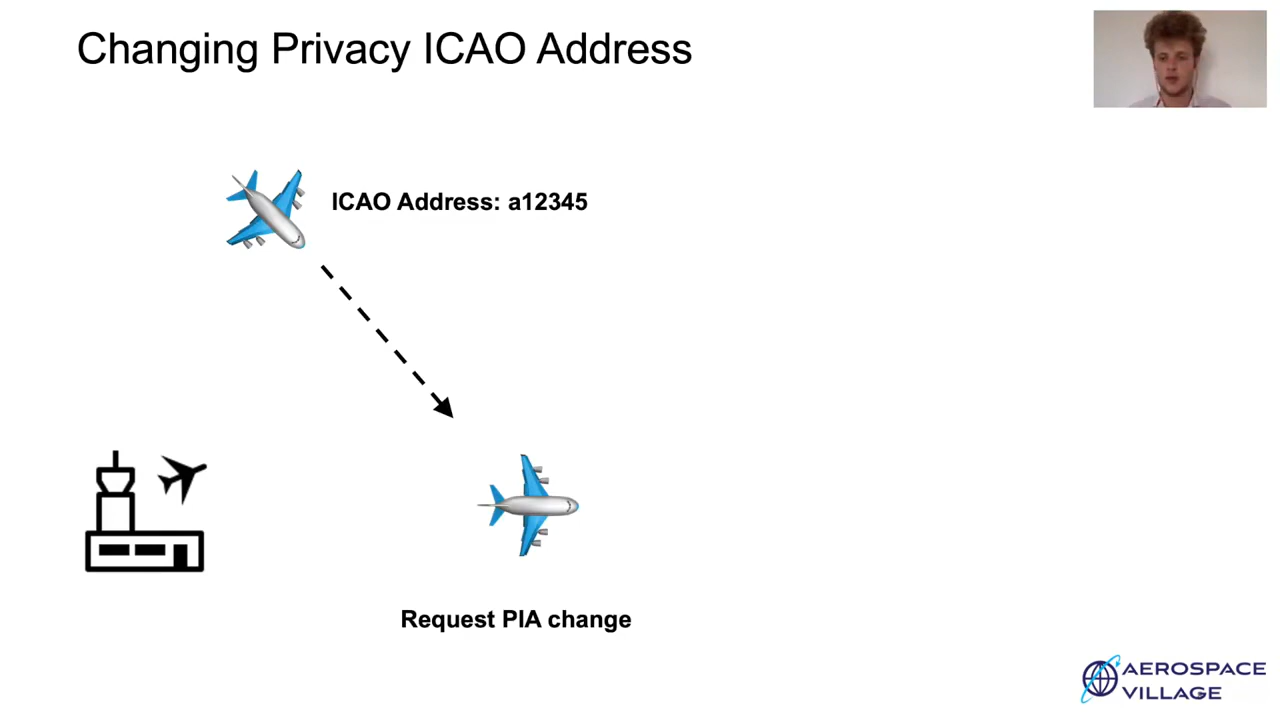 Changing Privacy ICAO Address
ICAO Address: a12345
Request PIA change
AEROSPACE
VILLAGE